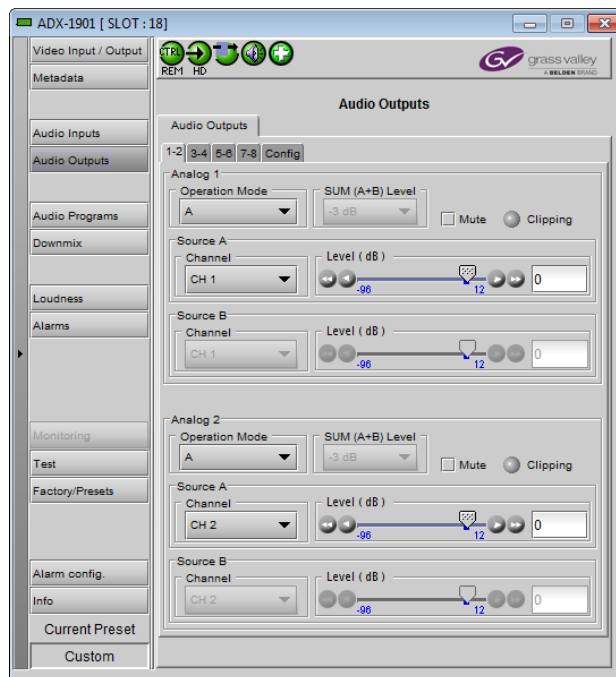 ADX-1901 [ SLOT : 18]
Video Input / Output
Metadata
Audio Inputs
Audio Outputs
Audio Programs
Downmix
Loudness
Alarms
Monitoring
Test
Factory/Presets
Alarm config.
Info
Current Preset
Custom
CTRL
REM HD
GV grass valley
A BELDEN BRAND
Audio Outputs
Audio Outputs
1-2 3-4 5-6 7-8 Config
Analog 1
Operation Mode SUM (A+B) Level
A -3 dB Mute Clipping
Source A
Channel Level ( dB )
CH 1 0
-96 12
Source B
Channel Level ( dB )
CH 1 0
-96 12
Analog 2
Operation Mode SUM (A+B) Level
A -3 dB Mute Clipping
Source A
Channel Level ( dB )
CH 2 0
-96 12
Source B
Channel Level ( dB )
CH 2 0
-96 12